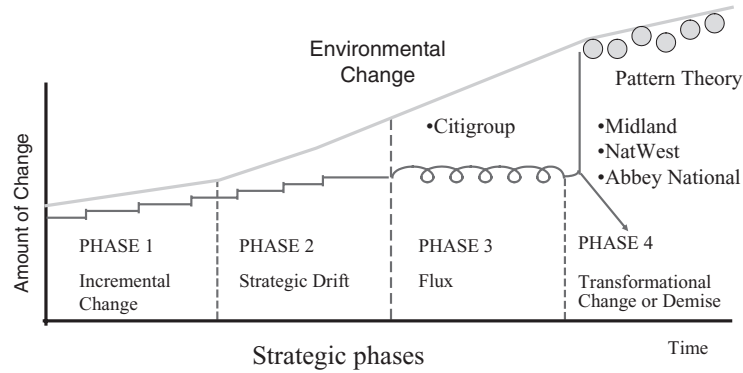 Environmental
Change
Pattern Theory
•Citigroup
•Midland
•NatWest
•Abbey National
Amount of Change
PHASE 1
Incremental
Change
PHASE 2
Strategic Drift
PHASE 3
Flux
PHASE 4
Transformational
Change or Demise
Strategic phases
Time